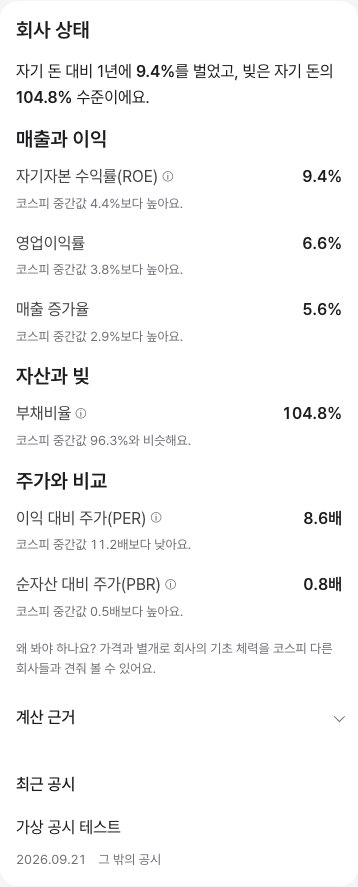 회사 상태
자기 돈 대비 1년에 9.4%를 벌었고, 빚은 자기 돈의
104.8% 수준이에요.
매출과 이익
자기자본 수익률(ROE) ⓘ 9.4%
코스피 중간값 4.4%보다 높아요.
영업이익률 6.6%
코스피 중간값 3.8%보다 높아요.
매출 증가율 5.6%
코스피 중간값 2.9%보다 높아요.
자산과 빚
부채비율 ⓘ 104.8%
코스피 중간값 96.3%와 비슷해요.
주가와 비교
이익 대비 주가(PER) ⓘ 8.6배
코스피 중간값 11.2배보다 낮아요.
순자산 대비 주가(PBR) ⓘ 0.8배
코스피 중간값 0.5배보다 높아요.
왜 봐야 하나요? 가격과 별개로 회사의 기초 체력을 코스피 다른
회사들과 견줘 볼 수 있어요.
계산 근거
최근 공시
가상 공시 테스트
2026.09.21 그 밖의 공시